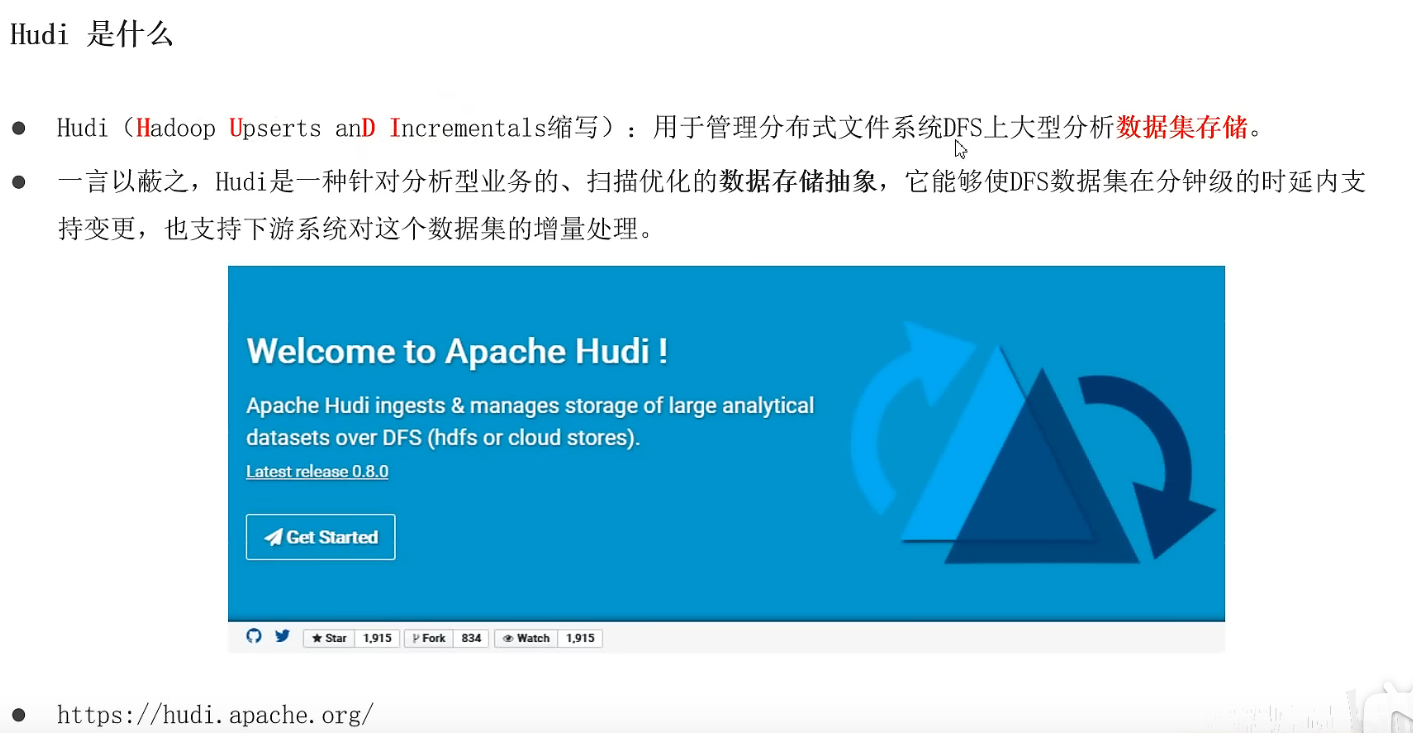 Hudi 是什么
● Hudi（Hadoop Upserts anD Incrementals缩写）：用于管理分布式文件系统DFS上大型分析数据集存储。
● 一言以蔽之，Hudi是一种针对分析型业务的、扫描优化的数据存储抽象，它能够使DFS数据集在分钟级的时延内支
持变更，也支持下游系统对这个数据集的增量处理。
Welcome to Apache Hudi !
Apache Hudi ingests & manages storage of large analytical
datasets over DFS (hdfs or cloud stores).
Latest release 0.8.0
Get Started
Star 1,915 Fork 834 Watch 1,915
● https://hudi.apache.org/